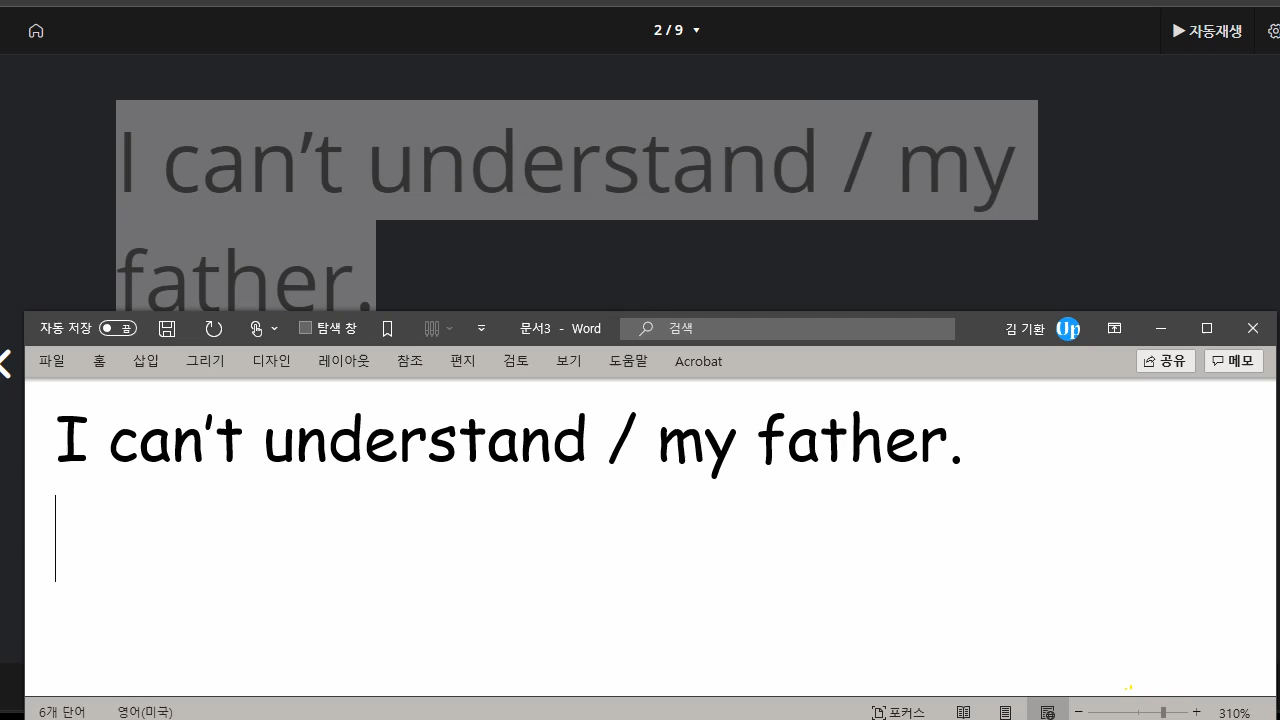 2 / 9
자동재생
I can’t understand / my
father.
자동 저장 끔 탐색 창 문서3 - Word 검색 김 기환 Up
파일 홈 삽입 그리기 디자인 레이아웃 참조 편지 검토 보기 도움말 Acrobat 공유 메모
I can’t understand / my father.
6개 단어 영어(미국) 포커스 310%